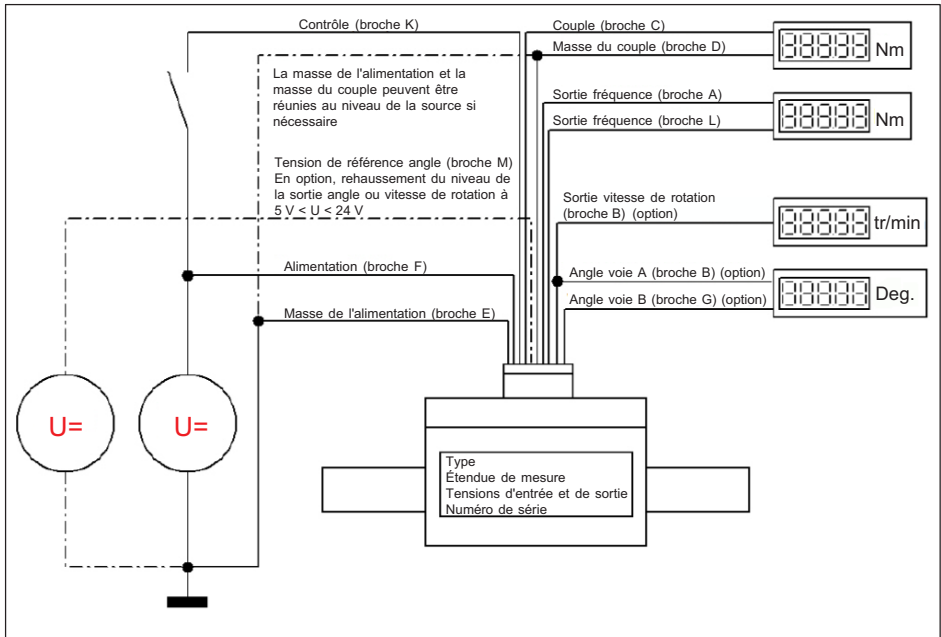 Contrôle (broche K)
Couple (broche C)
Masse du couple (broche D)
Nm
La masse de l'alimentation et la
masse du couple peuvent être
réunies au niveau de la source si
nécessaire
Sortie fréquence (broche A)
Sortie fréquence (broche L)
Nm
Tension de référence angle (broche M)
En option, rehaussement du niveau de
la sortie angle ou vitesse de rotation à
5 V < U < 24 V
Sortie vitesse de rotation
(broche B) (option)
tr/min
Alimentation (broche F)
Angle voie A (broche B) (option)
Angle voie B (broche G) (option)
Deg.
Masse de l'alimentation (broche E)
U=
U=
Type
Étendue de mesure
Tensions d'entrée et de sortie
Numéro de série